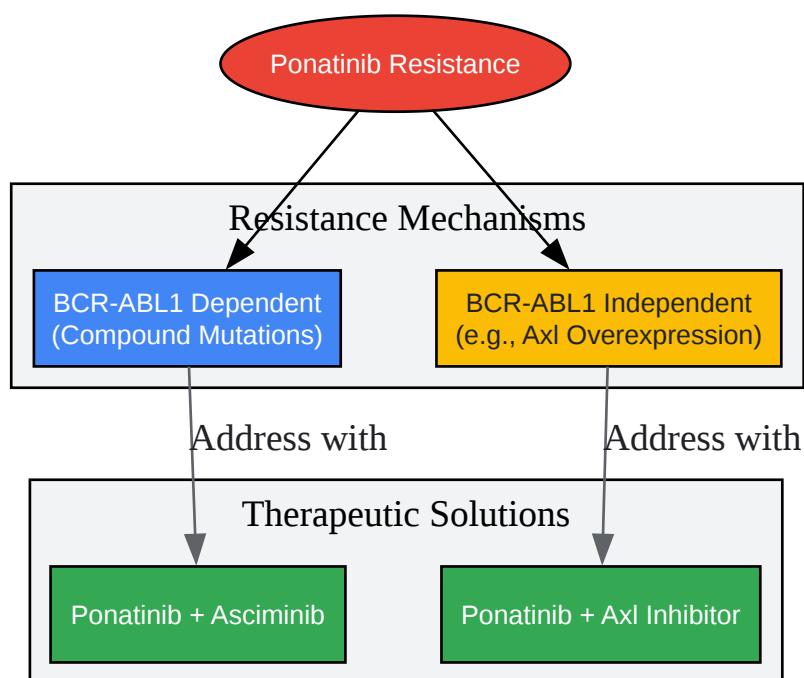 Ponatinib Resistance
Resistance Mechanisms
BCR-ABL1 Dependent
(Compound Mutations)
BCR-ABL1 Independent
(e.g., Axl Overexpression)
Address with
Address with
Therapeutic Solutions
Ponatinib + Asciminib
Ponatinib + Axl Inhibitor